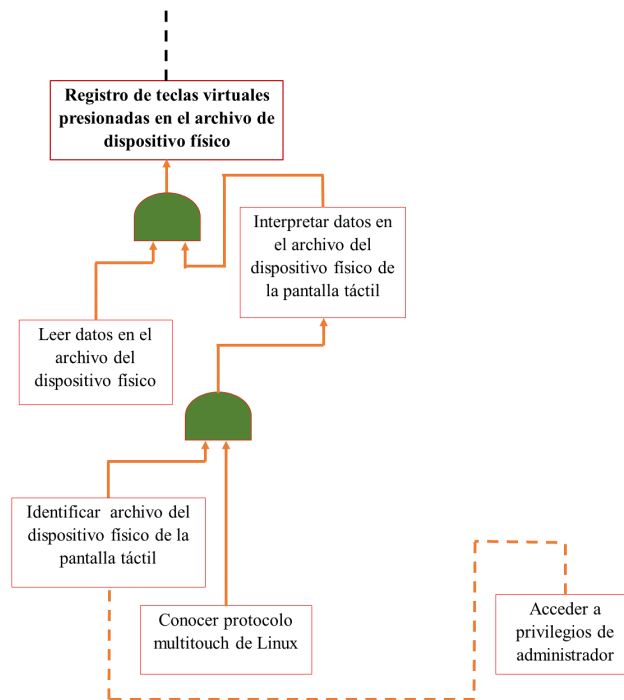 Registro de teclas virtuales
presionadas en el archivo de
dispositivo físico
Interpretar datos en
el archivo del
dispositivo físico de
la pantalla táctil
Leer datos en el
archivo del
dispositivo físico
Identificar archivo del
dispositivo físico de la
pantalla táctil
Conocer protocolo
multitouch de Linux
Acceder a
privilegios de
administrador